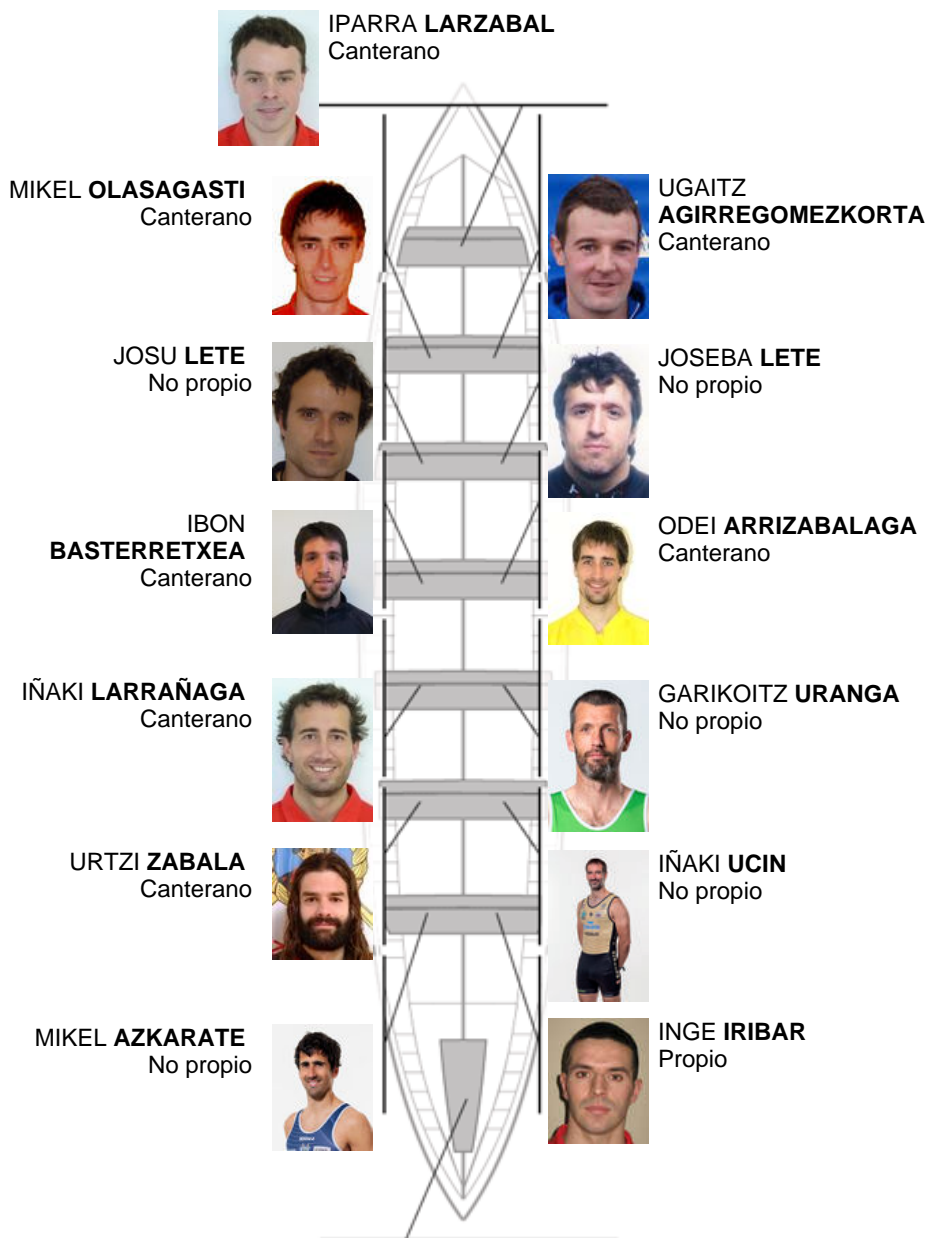 IPARRA LARZABAL
Canterano
MIKEL OLASAGASTI
Canterano
UGAITZ
AGIRREGOMEZKORTA
Canterano
JOSU LETE
No propio
JOSEBA LETE
No propio
IBON
BASTERRETXEA
Canterano
ODEI ARRIZABALAGA
Canterano
IÑAKI LARRAÑAGA
Canterano
GARIKOITZ URANGA
No propio
URTZI ZABALA
Canterano
IÑAKI UCIN
No propio
MIKEL AZKARATE
No propio
INGE IRIBAR
Propio